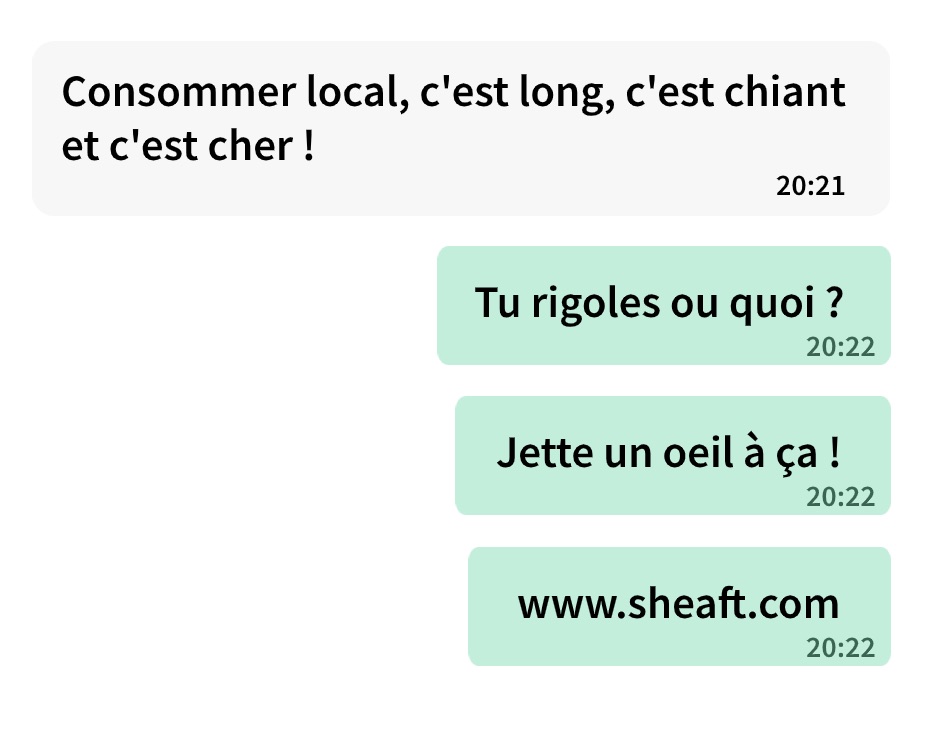 Consommer local, c'est long, c'est chiant
et c'est cher !
20:21
Tu rigoles ou quoi ?
20:22
Jette un oeil à ça !
20:22
www.sheaft.com
20:22